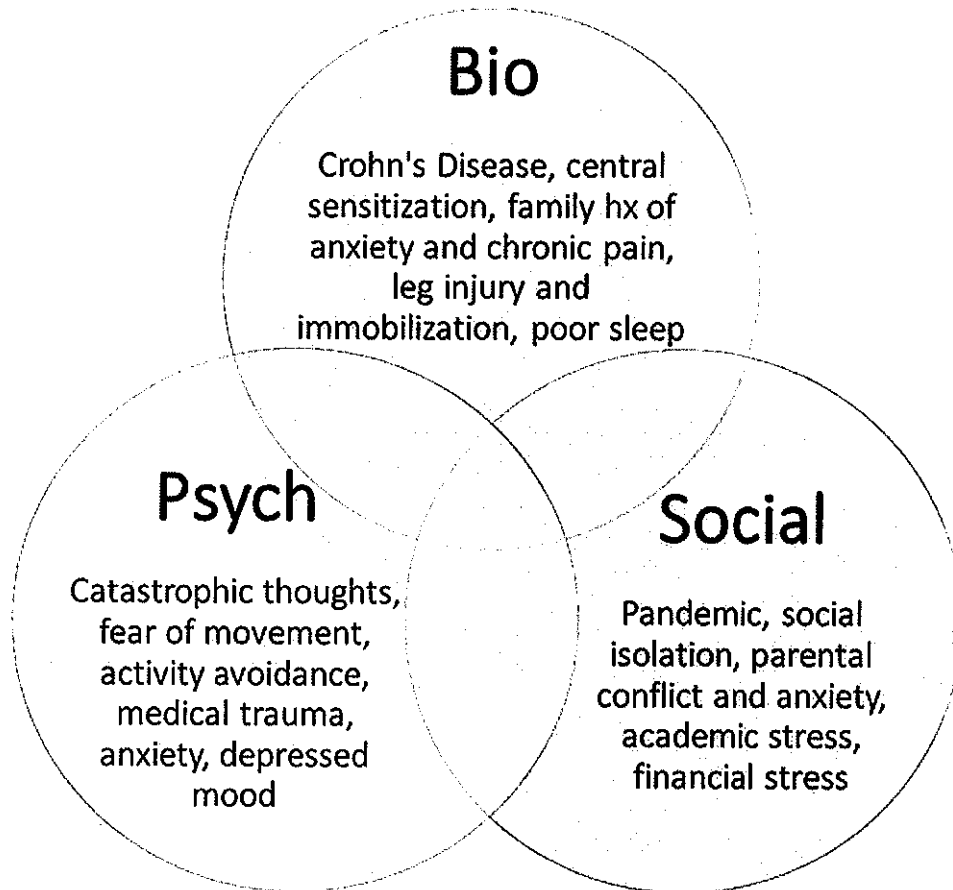 Bio
Crohn's Disease, central
sensitization, family hx of
anxiety and chronic pain,
leg injury and
immobilization, poor sleep
Psych
Catastrophic thoughts,
fear of movement,
activity avoidance,
medical trauma,
anxiety, depressed
mood
Social
Pandemic, social
isolation, parental
conflict and anxiety,
academic stress,
financial stress